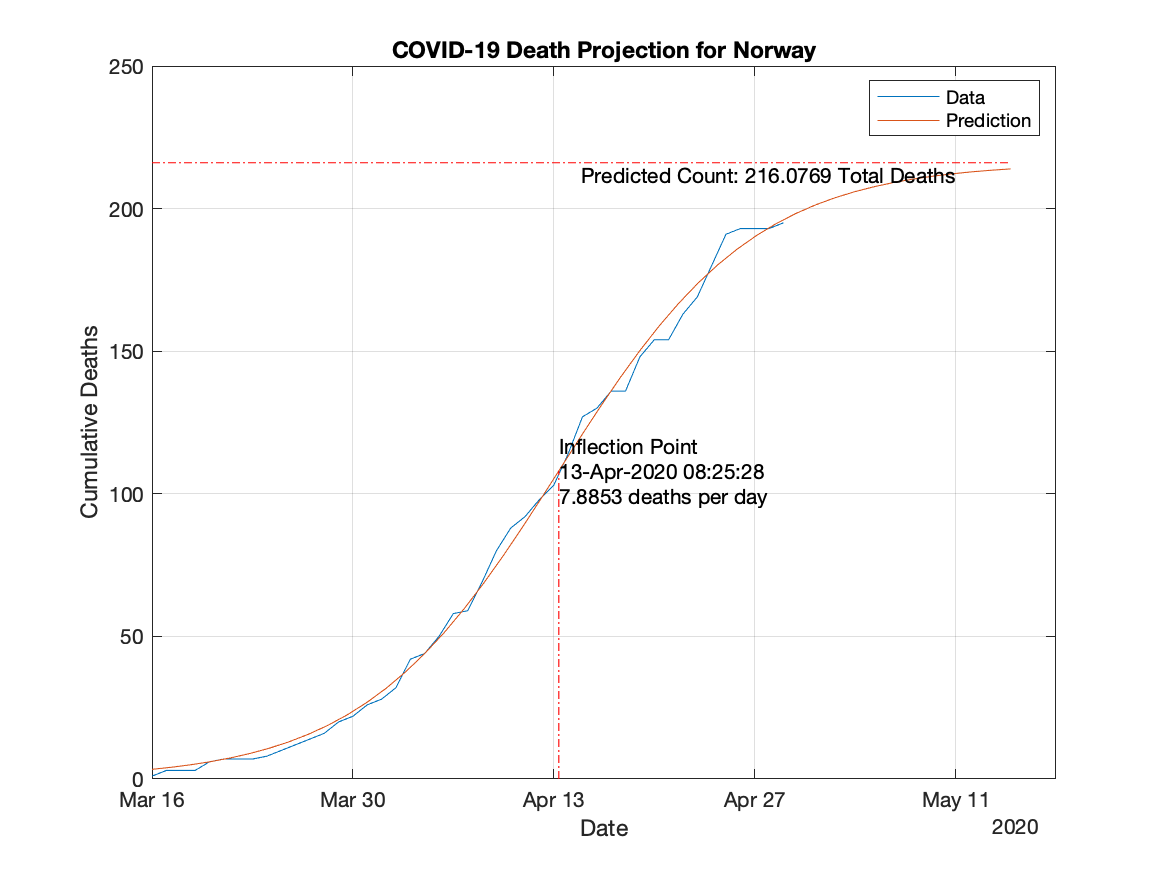 COVID-19 Death Projection for Norway
250
Data
Prediction
Predicted Count: 216.0769 Total Deaths
200
150
Cumulative Deaths
Inflection Point
13-Apr-2020 08:25:28
7.8853 deaths per day
100
50
0
Mar 16 Mar 30 Apr 13 Apr 27 May 11
Date
2020